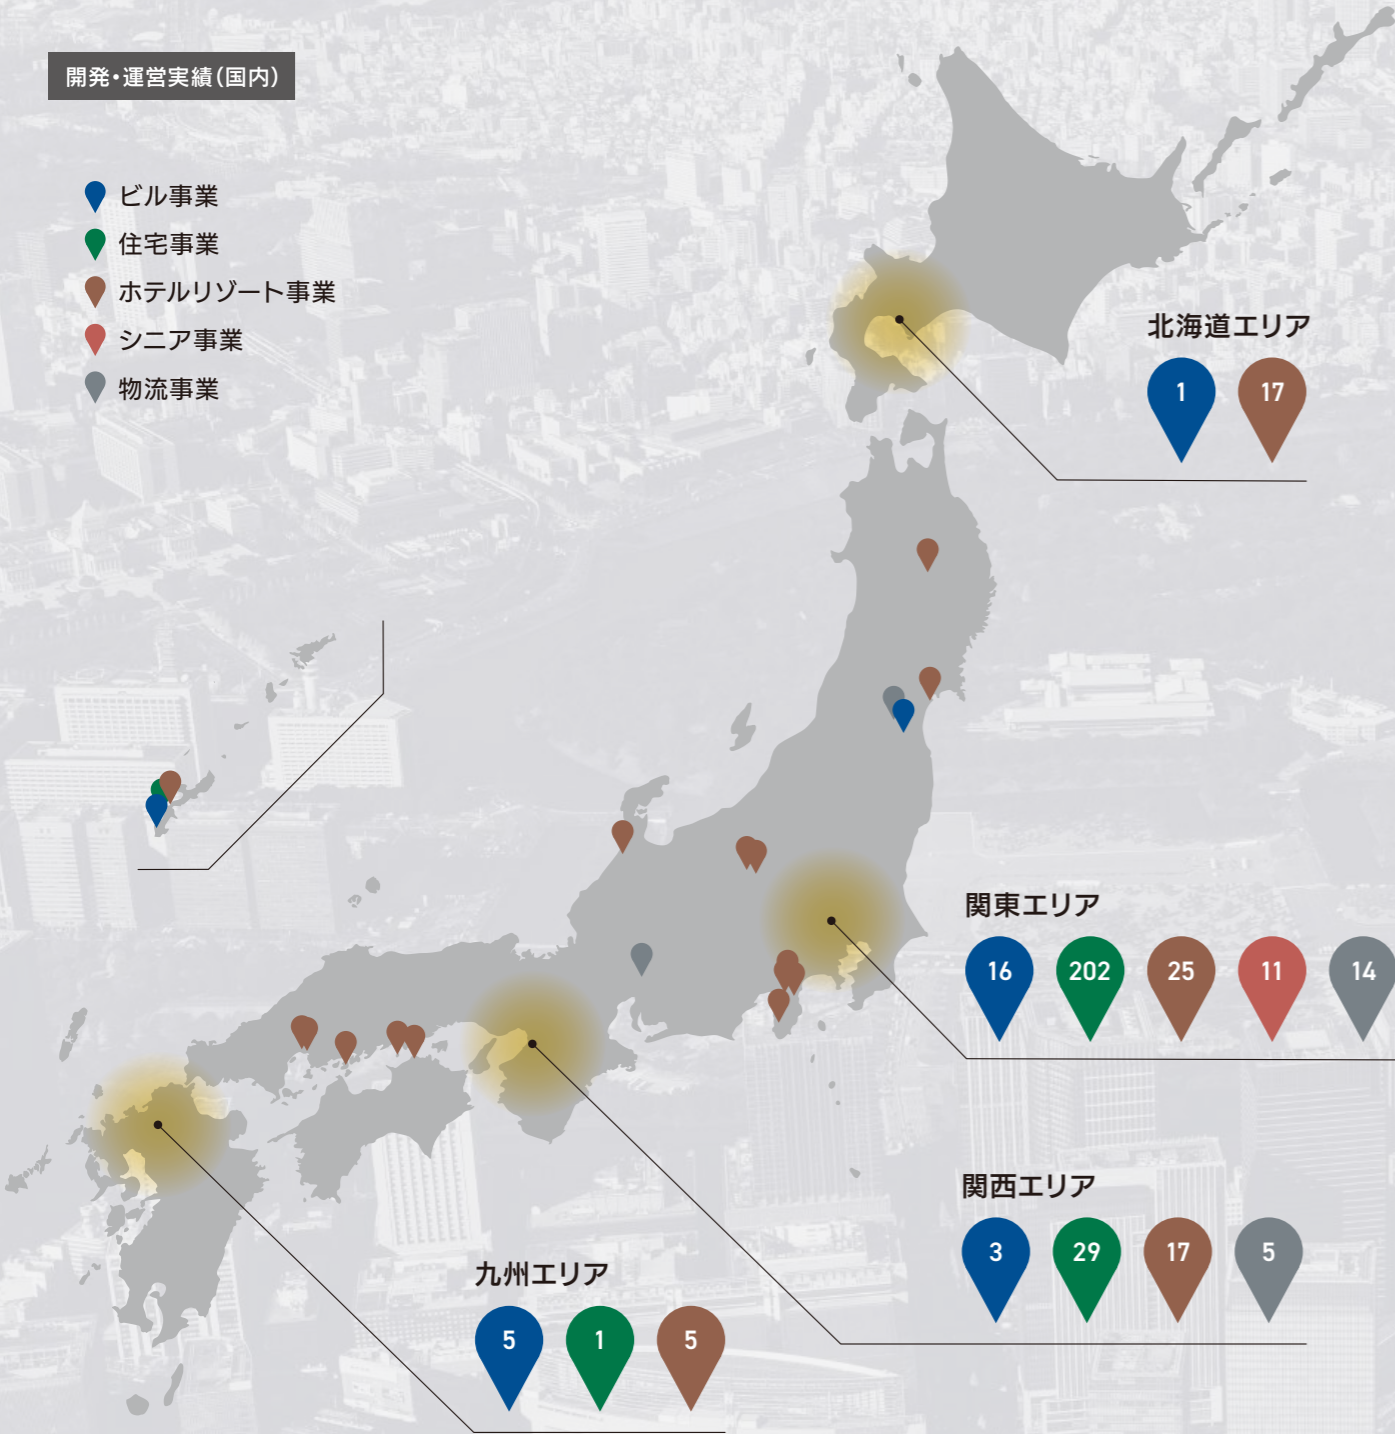 開発・運営実績(国内)
ビル事業
住宅事業
ホテルリゾート事業
シニア事業
物流事業
北海道エリア
1 17
関東エリア
16 202 25 11 14
関西エリア
3 29 17 5
九州エリア
5 1 5